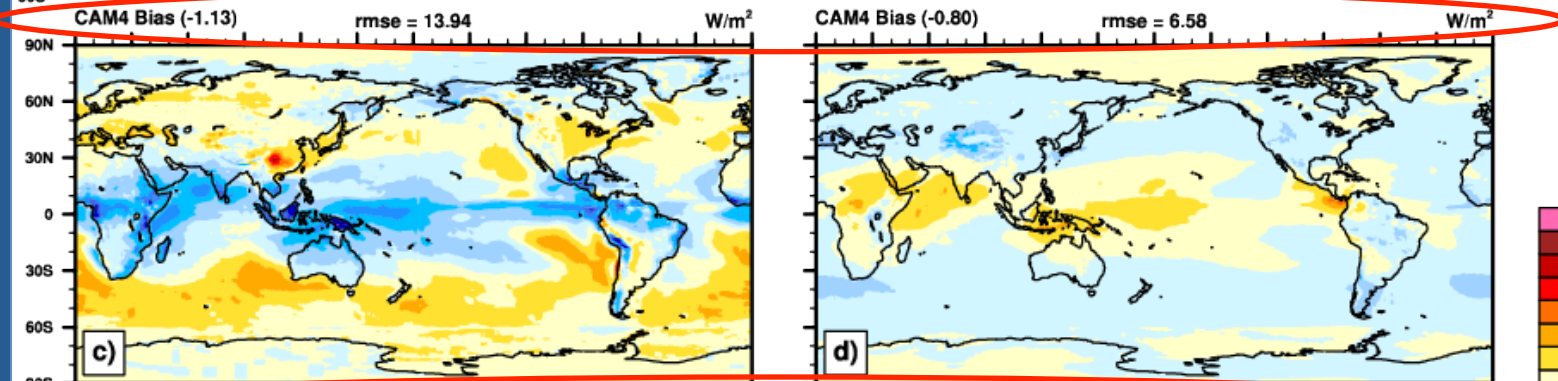 CAM4 Bias (-1.13) rmse = 13.94 W/m² CAM4 Bias (-0.80) rmse = 6.58 W/m²
90N
60N
30N
0
30S
60S
c) d)